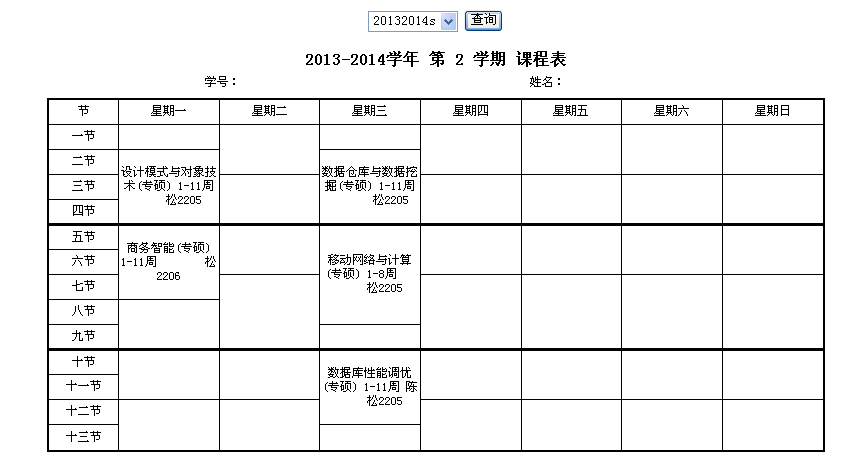 20132014s 查询
2013-2014学年 第 2 学期 课程表
学号： 姓名：
节 星期一 星期二 星期三 星期四 星期五 星期六 星期日
一节
二节
三节
四节
设计模式与对象技
术(专硕) 1-11周
松2205
数据仓库与数据挖
掘(专硕) 1-11周
松2205
五节
六节
七节
八节
九节
商务智能(专硕)
1-11周 松
2206
移动网络与计算
(专硕) 1-8周
松2205
十节
十一节
十二节
十三节
数据库性能调优
(专硕) 1-11周 陈
松2205